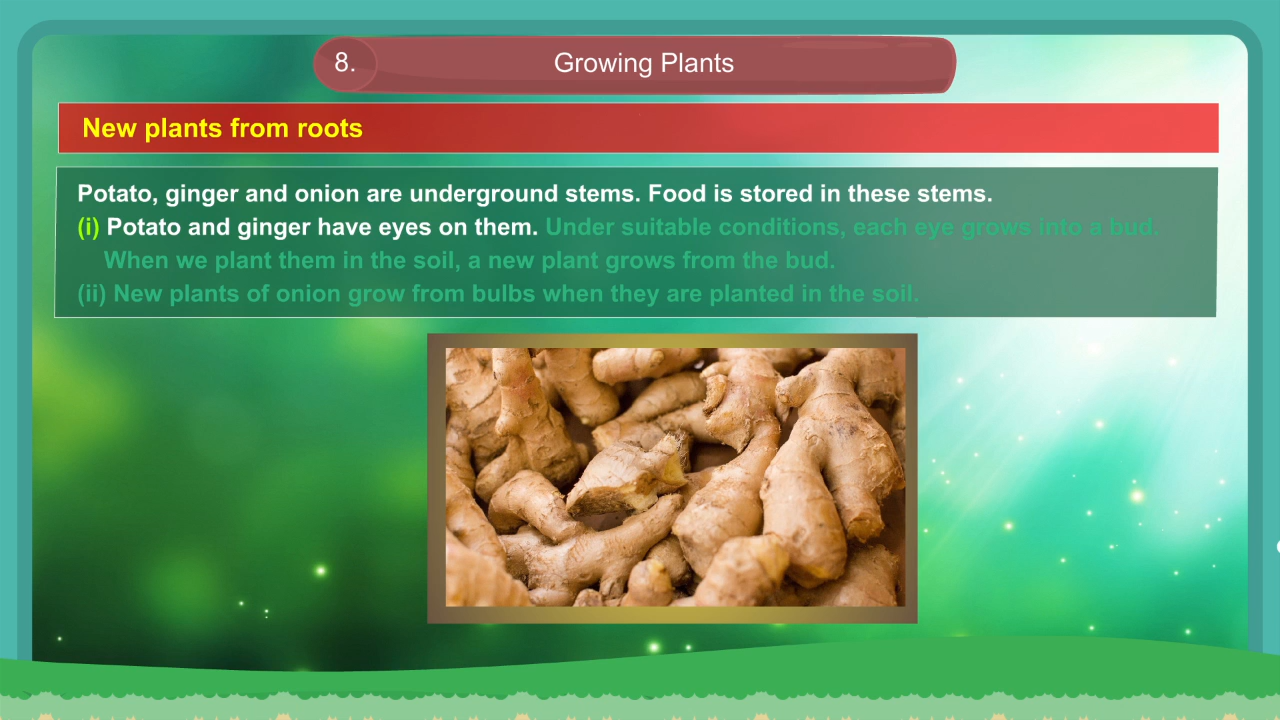 8.
Growing Plants
New plants from roots
Potato, ginger and onion are underground stems. Food is stored in these stems.
(i) Potato and ginger have eyes on them. Under suitable conditions, each eye grows into a bud.
When we plant them in the soil, a new plant grows from the bud.
(ii) New plants of onion grow from bulbs when they are planted in the soil.